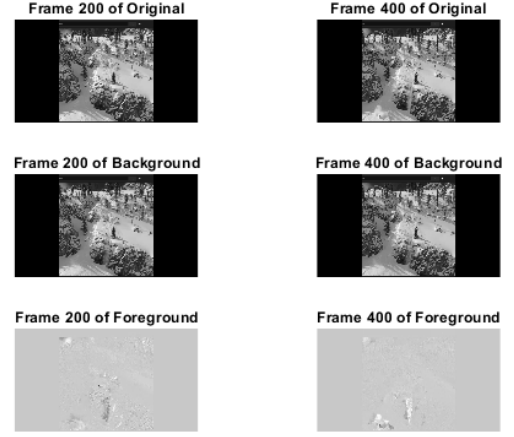 Frame 200 of Original
Frame 400 of Original
Frame 200 of Background
Frame 400 of Background
Frame 200 of Foreground
Frame 400 of Foreground